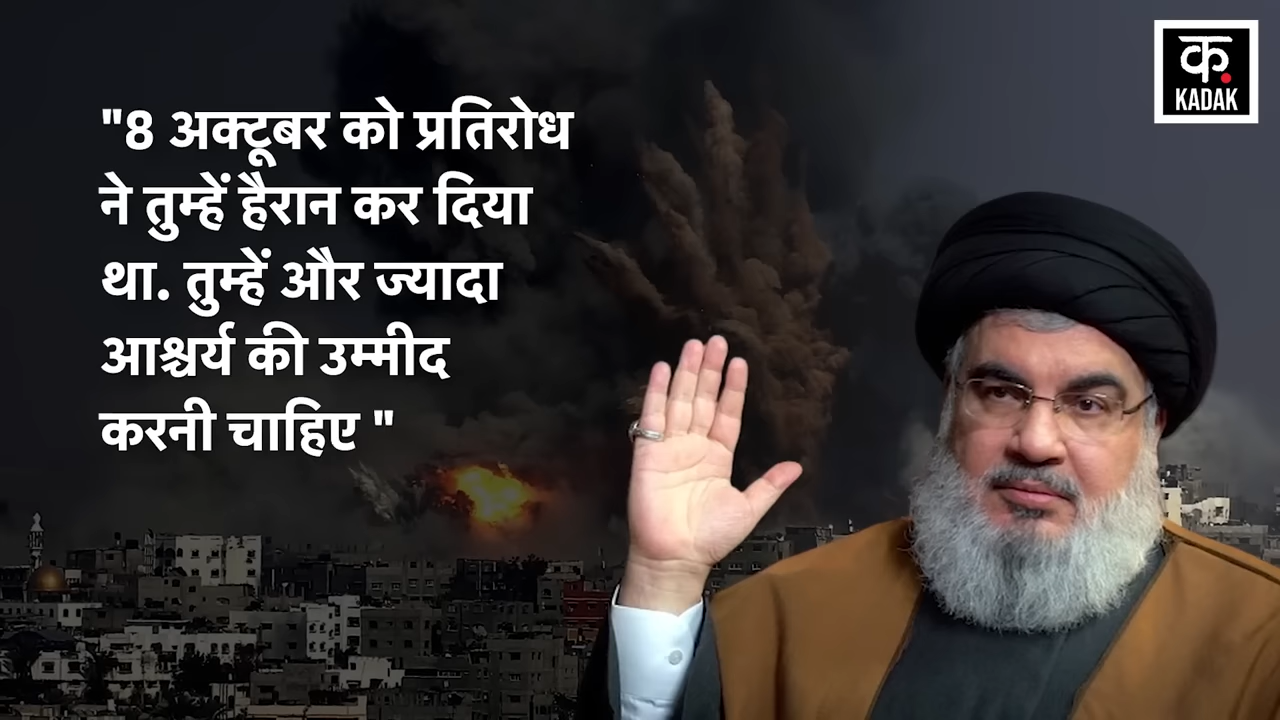 "8 अक्टूबर को प्रतिरोध
ने तुम्हें हैरान कर दिया
था. तुम्हें और ज्यादा
आश्चर्य की उम्मीद
करनी चाहिए "
क
KADAK